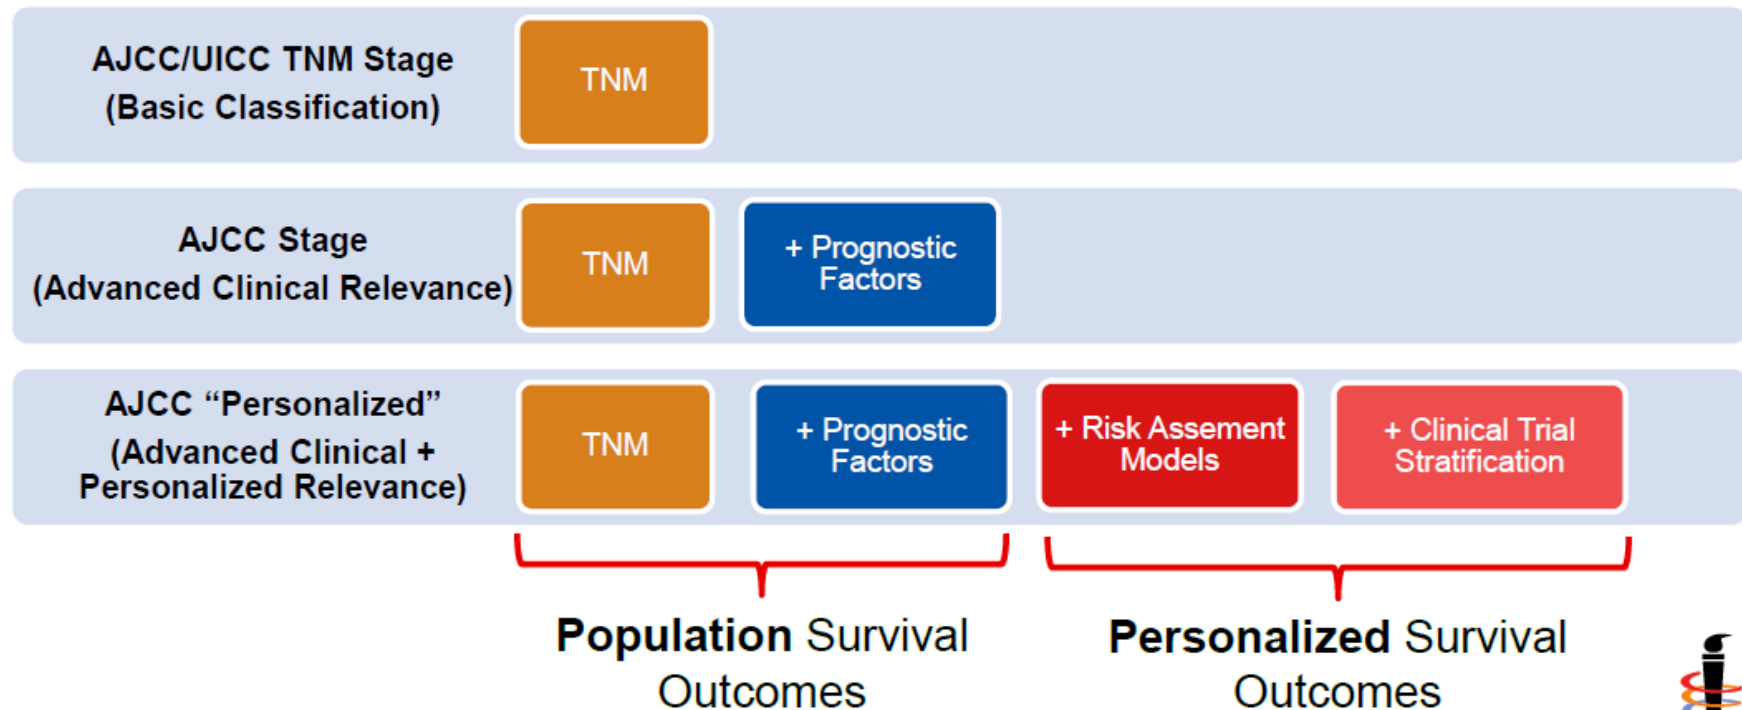 AJCC/UICC TNM Stage
(Basic Classification)
TNM
AJCC Stage
(Advanced Clinical Relevance)
TNM
+ Prognostic
Factors
AJCC “Personalized”
(Advanced Clinical +
Personalized Relevance)
TNM
+ Prognostic
Factors
+ Risk Assement
Models
+ Clinical Trial
Stratification
Population Survival
Outcomes
Personalized Survival
Outcomes